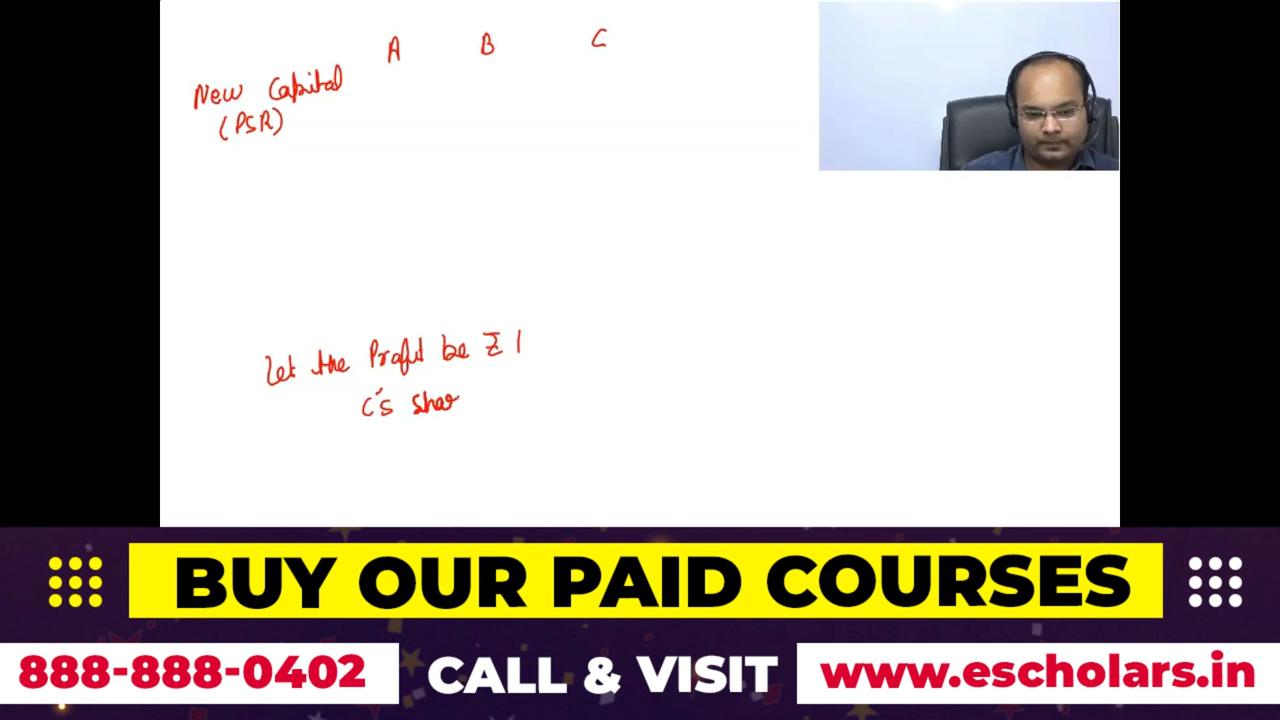 A B C
New Capital
(PSR)
Let the Profit be ₹ 1
C's Shar
BUY OUR PAID COURSES
888-888-0402
CALL & VISIT
www.escholars.in